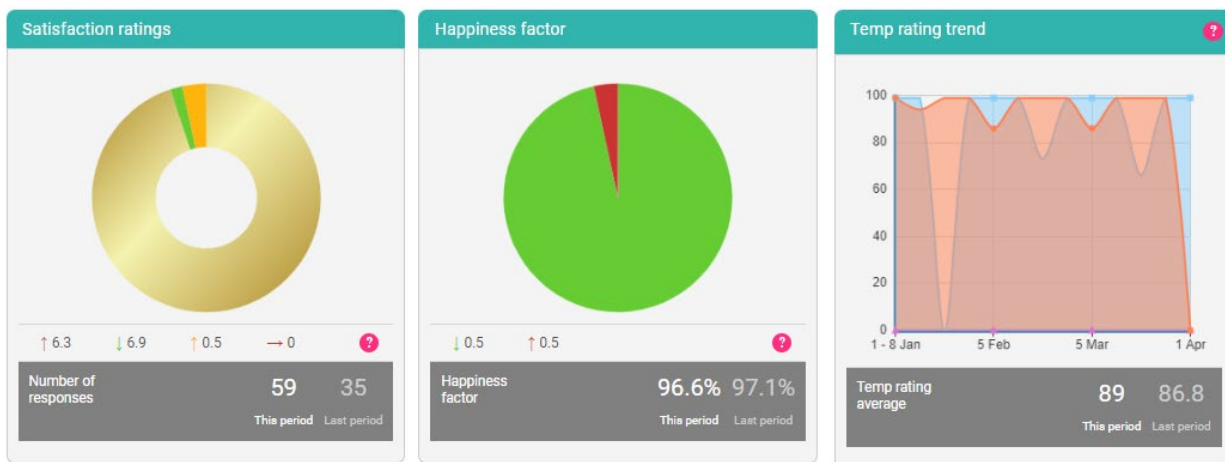 Satisfaction ratings
↑ 6.3 ↓ 6.9 ↑ 0.5 → 0 ?
Number of
responses
59 35
This period Last period
Happiness factor
↓ 0.5 ↑ 0.5 ?
Happiness
factor
96.6% 97.1%
This period Last period
Temp rating trend ?
100
80
60
40
20
0
1 - 8 Jan 5 Feb 5 Mar 1 Apr
Temp rating
average
89 86.8
This period Last period